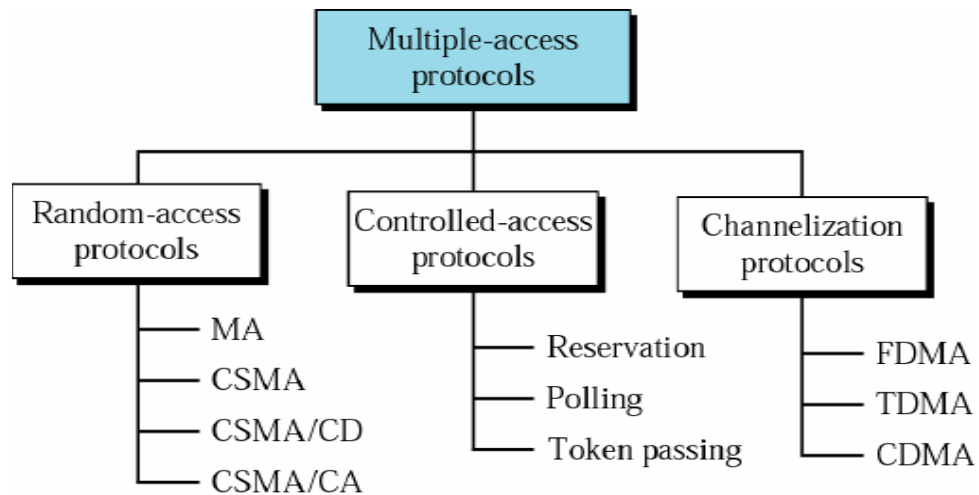 Multiple-access
protocols
Random-access
protocols
MA
CSMA
CSMA/CD
CSMA/CA
Controlled-access
protocols
Reservation
Polling
Token passing
Channelization
protocols
FDMA
TDMA
CDMA